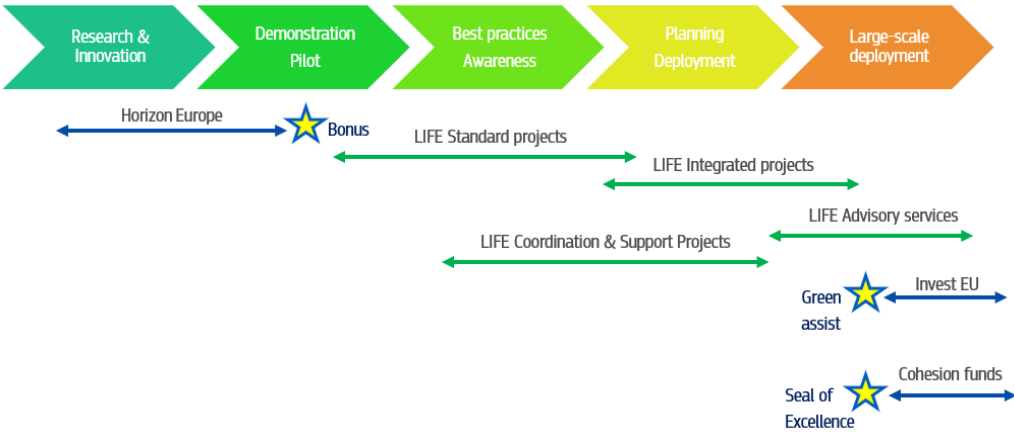 Research &
Innovation
Demonstration
Pilot
Best practices
Awareness
Planning
Deployment
Large-scale
deployment
Horizon Europe
Bonus
LIFE Standard projects
LIFE Integrated projects
LIFE Advisory services
LIFE Coordination & Support Projects
Green
assist
Invest EU
Cohesion funds
Seal of
Excellence